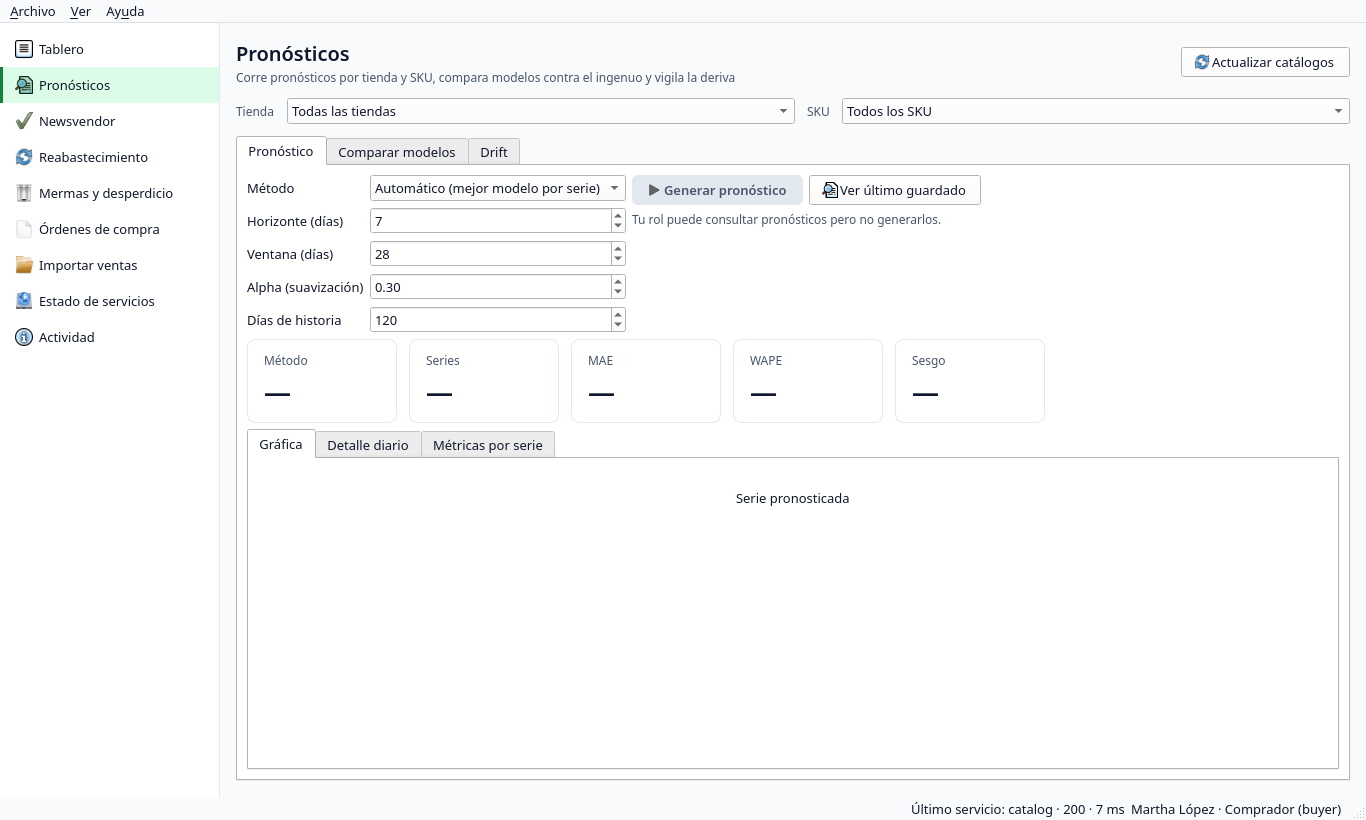 Archivo Ver Ayuda
Tablero
Pronósticos
Newsvendor
Reabastecimiento
Mermas y desperdicio
Órdenes de compra
Importar ventas
Estado de servicios
Actividad
Pronósticos
Corre pronósticos por tienda y SKU, compara modelos contra el ingenuo y vigila la deriva
Actualizar catálogos
Tienda Todas las tiendas SKU Todos los SKU
Pronóstico Comparar modelos Drift
Método Automático (mejor modelo por serie) Generar pronóstico Ver último guardado
Horizonte (días) 7 Tu rol puede consultar pronósticos pero no generarlos.
Ventana (días) 28
Alpha (suavización) 0.30
Días de historia 120
Método Series MAE WAPE Sesgo
— — — — —
Gráfica Detalle diario Métricas por serie
Serie pronosticada
Último servicio: catalog · 200 · 7 ms Martha López · Comprador (buyer)